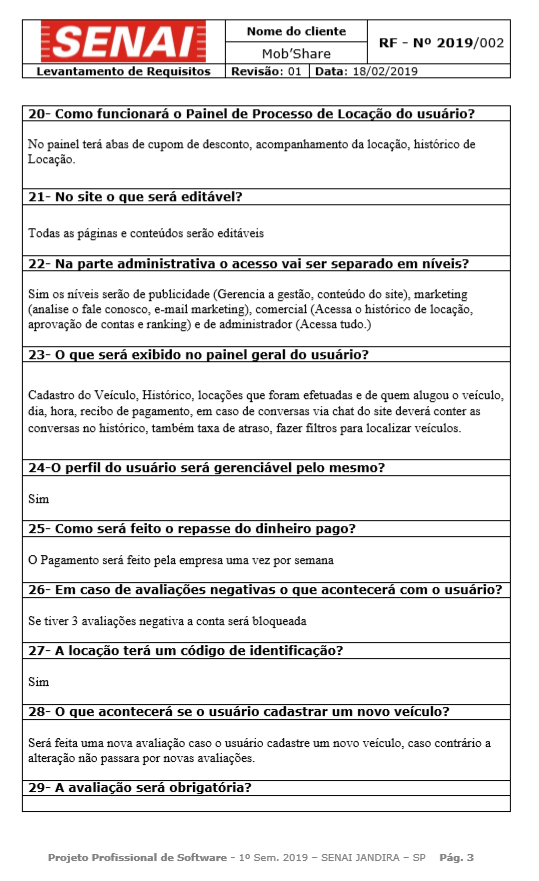 SENAI
Nome do cliente
Mob'Share
RF - Nº 2019/002
Levantamento de Requisitos
Revisão: 01
Data: 18/02/2019
20- Como funcionará o Painel de Processo de Locação do usuário?
No painel terá abas de cupom de desconto, acompanhamento da locação, histórico de
Locação.
21- No site o que será editável?
Todas as páginas e conteúdos serão editáveis
22- Na parte administrativa o acesso vai ser separado em níveis?
Sim os níveis serão de publicidade (Gerencia a gestão, conteúdo do site), marketing
(analise o fale conosco, e-mail marketing), comercial (Acessa o histórico de locação,
aprovação de contas e ranking) e de administrador (Acessa tudo.)
23- O que será exibido no painel geral do usuário?
Cadastro do Veículo, Histórico, locações que foram efetuadas e de quem alugou o veículo,
dia, hora, recibo de pagamento, em caso de conversas via chat do site deverá conter as
conversas no histórico, também taxa de atraso, fazer filtros para localizar veículos.
24-O perfil do usuário será gerenciável pelo mesmo?
Sim
25- Como será feito o repasse do dinheiro pago?
O Pagamento será feito pela empresa uma vez por semana
26- Em caso de avaliações negativas o que acontecerá com o usuário?
Se tiver 3 avaliações negativa a conta será bloqueada
27- A locação terá um código de identificação?
Sim
28- O que acontecerá se o usuário cadastrar um novo veículo?
Será feita uma nova avaliação caso o usuário cadastre um novo veículo, caso contrário a
alteração não passara por novas avaliações.
29- A avaliação será obrigatória?
Projeto Profissional de Software - 1º Sem. 2019 – SENAI JANDIRA – SP Pág. 3